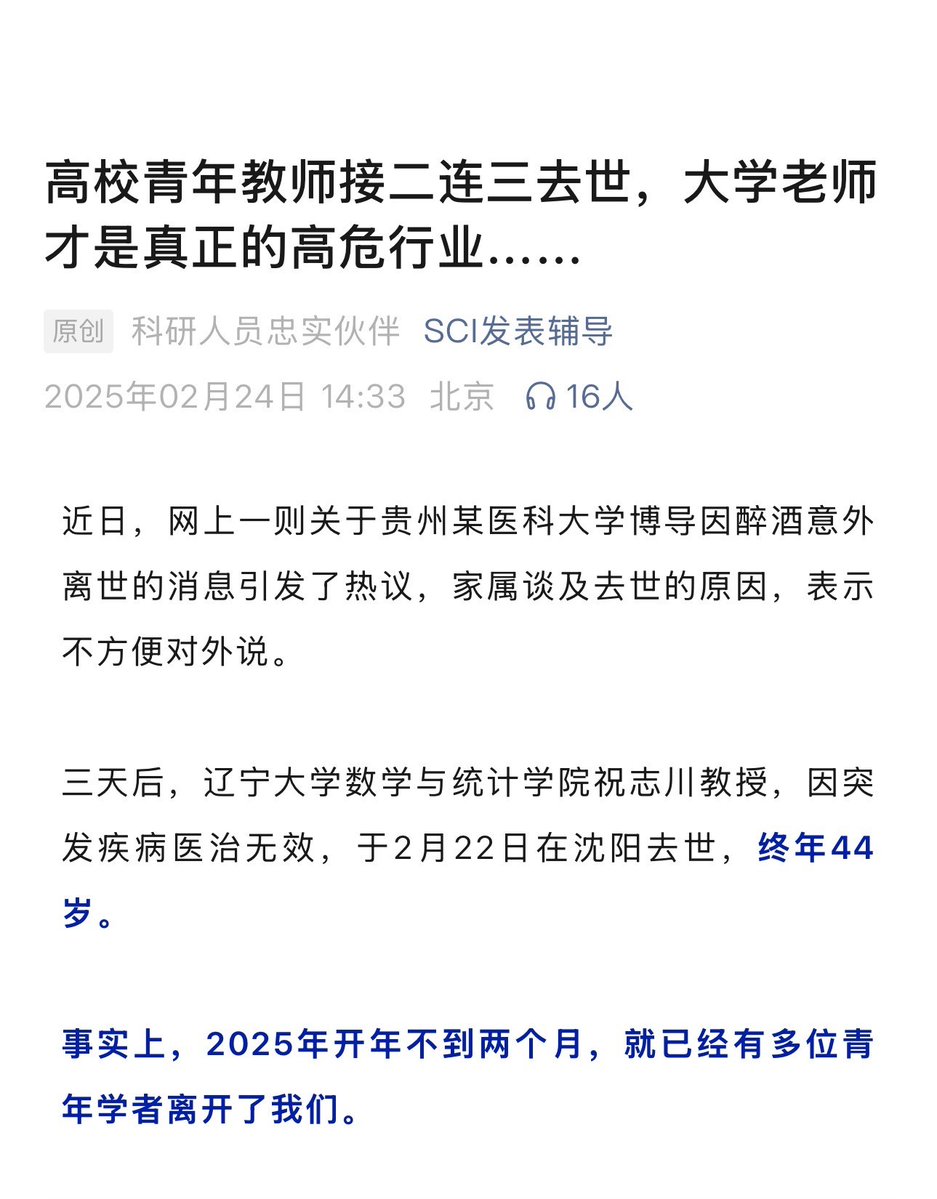 高校青年教师接二连三去世，大学老师
才是真正的高危行业……
原创 科研人员忠实伙伴 SCI发表辅导
2025年02月24日 14:33 北京 16人
近日，网上一则关于贵州某医科大学博导因醉酒意外
离世的消息引发了热议，家属谈及去世的原因，表示
不方便对外说。
三天后，辽宁大学数学与统计学院祝志川教授，因突
发疾病医治无效，于2月22日在沈阳去世，终年44
岁。
事实上，2025年开年不到两个月，就已经有多位青
年学者离开了我们。